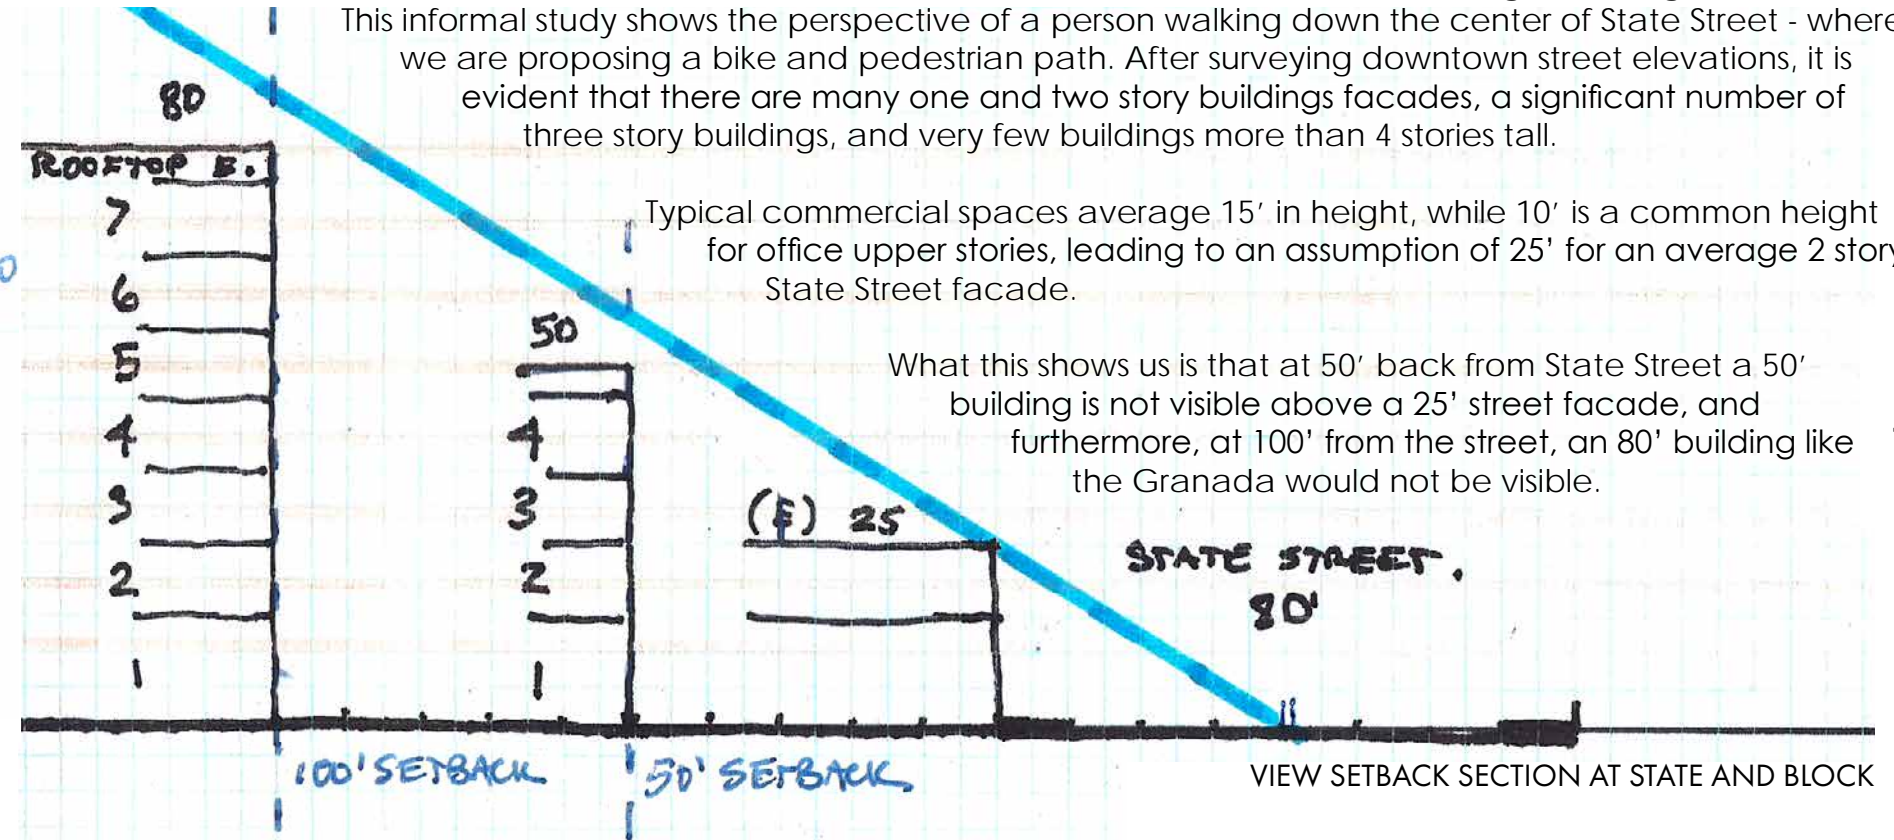 This informal study shows the perspective of a person walking down the center of State Street - where
we are proposing a bike and pedestrian path. After surveying downtown street elevations, it is
evident that there are many one and two story buildings facades, a significant number of
three story buildings, and very few buildings more than 4 stories tall.
Typical commercial spaces average 15' in height, while 10' is a common height
for office upper stories, leading to an assumption of 25' for an average 2 story
State Street facade.
What this shows us is that at 50' back from State Street a 50'
building is not visible above a 25' street facade, and
furthermore, at 100' from the street, an 80' building like
the Granada would not be visible.
80
ROOFTOP E.
7
6
5
4
3
2
1
50
4
3
2
1
(E) 25
STATE STREET.
80'
100' SETBACK
50' SETBACK
VIEW SETBACK SECTION AT STATE AND BLOCK